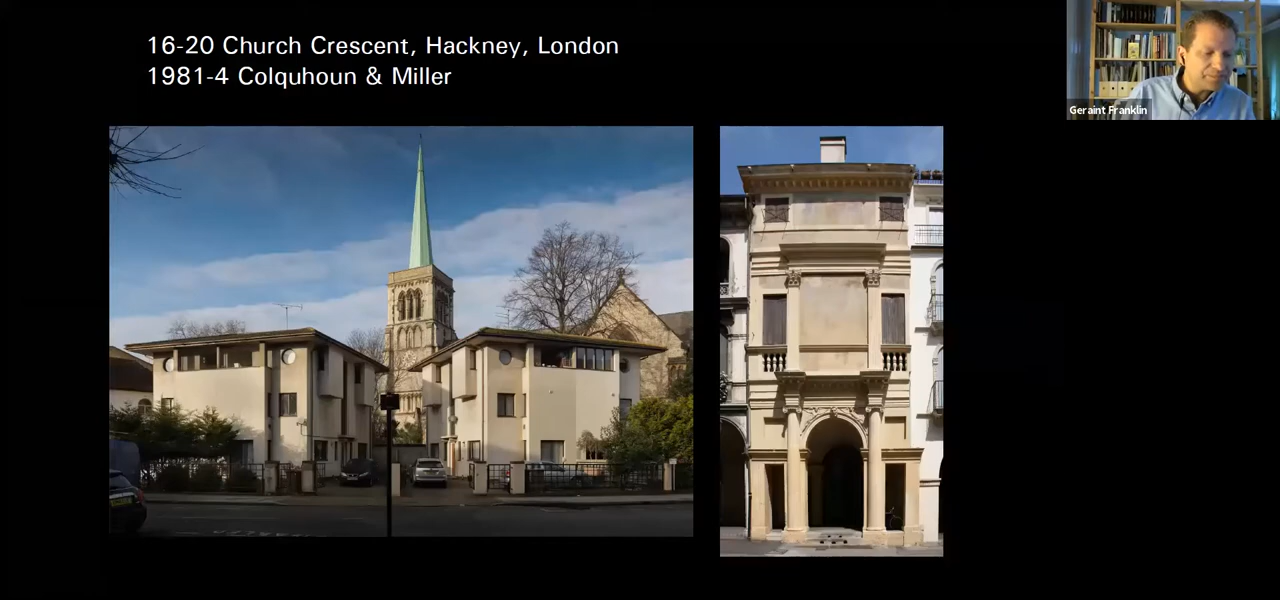 16-20 Church Crescent, Hackney, London
1981-4 Colquhoun & Miller
Geraint Franklin